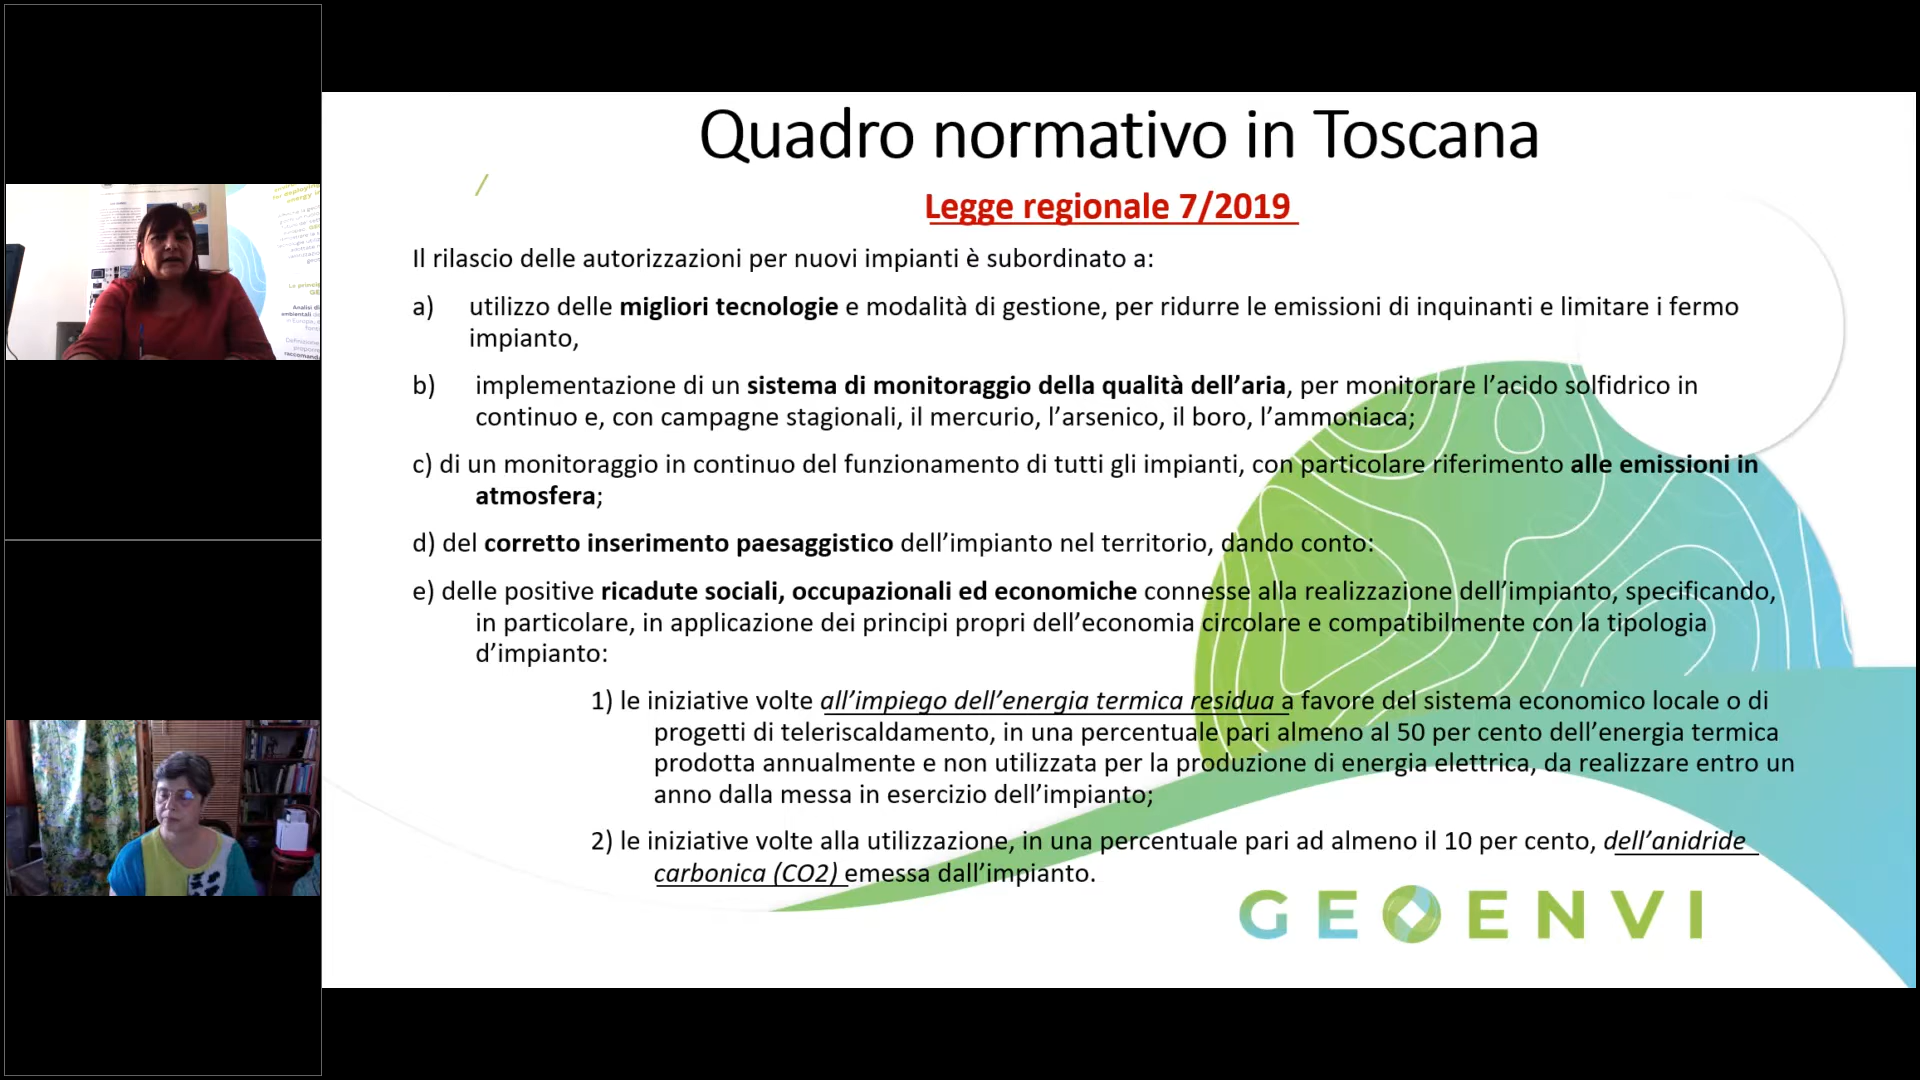 Quadro normativo in Toscana
Legge regionale 7/2019
Il rilascio delle autorizzazioni per nuovi impianti è subordinato a:
a) utilizzo delle migliori tecnologie e modalità di gestione, per ridurre le emissioni di inquinanti e limitare i fermo
impianto,
b) implementazione di un sistema di monitoraggio della qualità dell’aria, per monitorare l’acido solfidrico in
continuo e, con campagne stagionali, il mercurio, l’arsenico, il boro, l’ammoniaca;
c) di un monitoraggio in continuo del funzionamento di tutti gli impianti, con particolare riferimento alle emissioni in
atmosfera;
d) del corretto inserimento paesaggistico dell’impianto nel territorio, dando conto:
e) delle positive ricadute sociali, occupazionali ed economiche connesse alla realizzazione dell’impianto, specificando,
in particolare, in applicazione dei principi propri dell’economia circolare e compatibilmente con la tipologia
d’impianto:
1) le iniziative volte all’impiego dell’energia termica residua a favore del sistema economico locale o di
progetti di teleriscaldamento, in una percentuale pari almeno al 50 per cento dell’energia termica
prodotta annualmente e non utilizzata per la produzione di energia elettrica, da realizzare entro un
anno dalla messa in esercizio dell’impianto;
2) le iniziative volte alla utilizzazione, in una percentuale pari ad almeno il 10 per cento, dell’anidride
carbonica (CO2) emessa dall’impianto.
GEOENVI